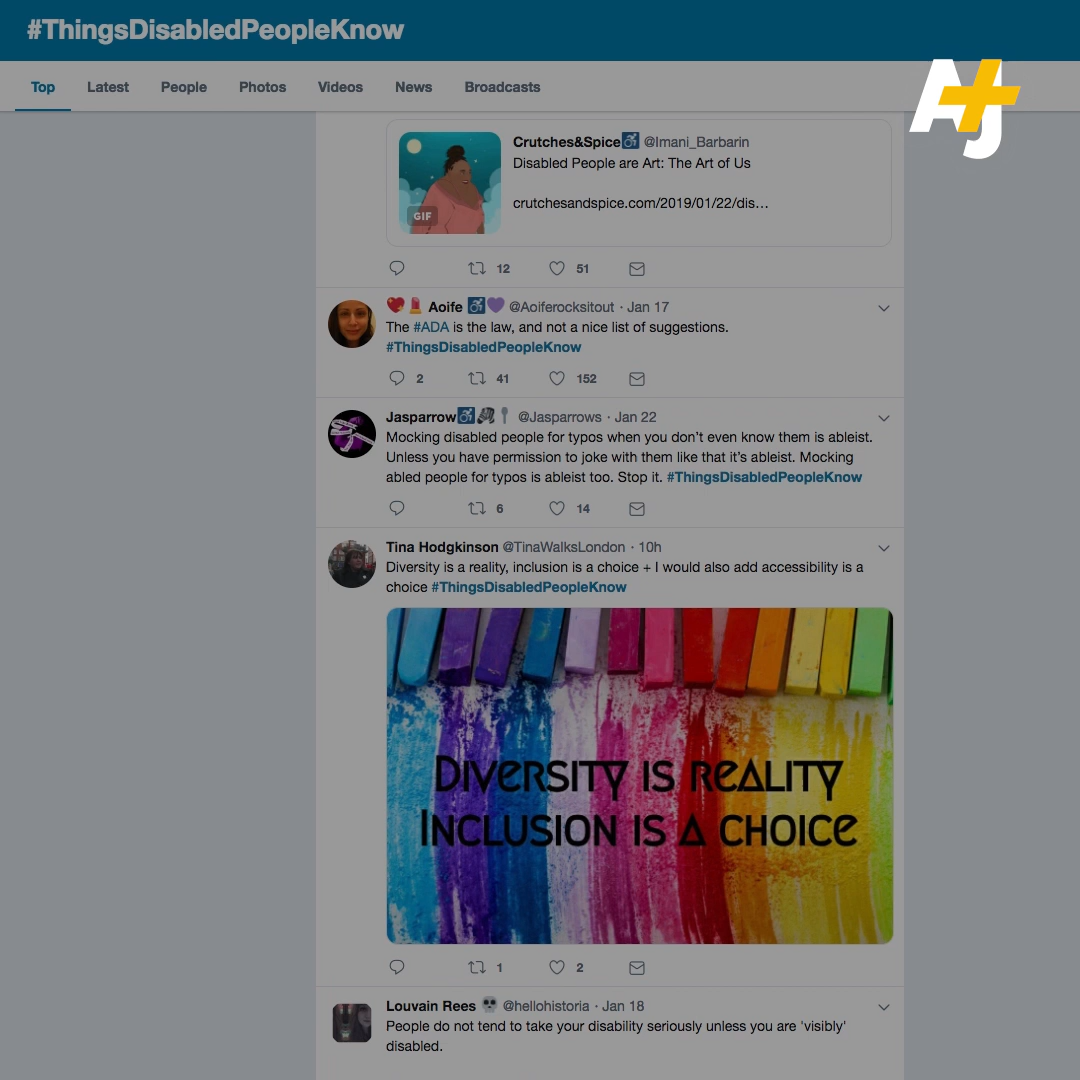 #ThingsDisabledPeopleKnow
Top Latest People Photos Videos News Broadcasts
AJ+
Crutches&Spice♿ @Imani_Barbarin
Disabled People are Art: The Art of Us
crutchesandspice.com/2019/01/22/dis…
GIF
12 51
💖💄 Aoife ♿💜 @Aoiferocksitout · Jan 17
The #ADA is the law, and not a nice list of suggestions.
#ThingsDisabledPeopleKnow
2 41 152
Jasparrow♿🦓🥄 @Jasparrows · Jan 22
Mocking disabled people for typos when you don’t even know them is ableist.
Unless you have permission to joke with them like that it’s ableist. Mocking
abled people for typos is ableist too. Stop it. #ThingsDisabledPeopleKnow
6 14
Tina Hodgkinson @TinaWalksLondon · 10h
Diversity is a reality, inclusion is a choice + I would also add accessibility is a
choice #ThingsDisabledPeopleKnow
DIVERSITY IS REALITY
INCLUSION IS A CHOICE
1 2
Louvain Rees 💀 @hellohistoria · Jan 18
People do not tend to take your disability seriously unless you are 'visibly'
disabled.